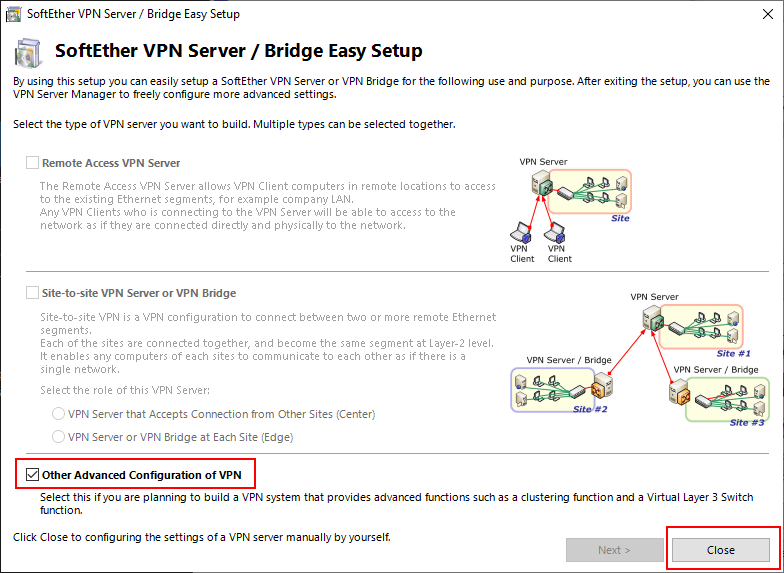 SoftEther VPN Server / Bridge Easy Setup
SoftEther VPN Server / Bridge Easy Setup
By using this setup you can easily setup a SoftEther VPN Server or VPN Bridge for the following use and purpose. After exiting the setup, you can use the
VPN Server Manager to freely configure more advanced settings.
Select the type of VPN server you want to build. Multiple types can be selected together.
Remote Access VPN Server
The Remote Access VPN Server allows VPN Client computers in remote locations to access
to the existing Ethernet segments, for example company LAN.
Any VPN Clients who is connecting to the VPN Server will be able to access to the
network as if they are connected directly and physically to the network.
VPN Server
Site
VPN
Client
VPN
Client
Site-to-site VPN Server or VPN Bridge
Site-to-site VPN is a VPN configuration to connect between two or more remote Ethernet
segments.
Each of the sites are connected together, and become the same segment at Layer-2 level.
It enables any computers of each sites to communicate to each other as if there is a
single network.
Select the role of this VPN Server:
VPN Server that Accepts Connection from Other Sites (Center)
VPN Server or VPN Bridge at Each Site (Edge)
VPN Server
Site #1
VPN Server / Bridge
Site #2
VPN Server / Bridge
Site #3
Other Advanced Configuration of VPN
Select this if you are planning to build a VPN system that provides advanced functions such as a clustering function and a Virtual Layer 3 Switch
function.
Click Close to configuring the settings of a VPN server manually by yourself.
Next >
Close